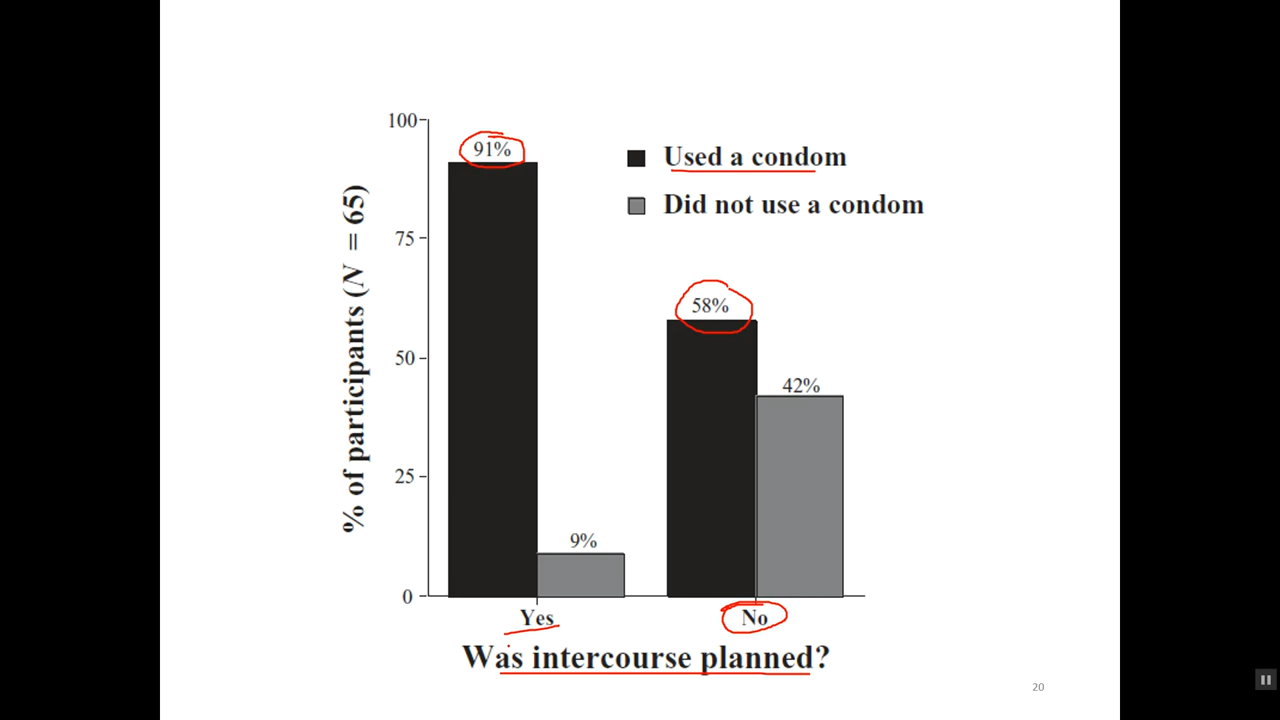 % of participants (N = 65)
100
75
50
25
0
91%
9%
58%
42%
Used a condom
Did not use a condom
Yes
No
Was intercourse planned?
20